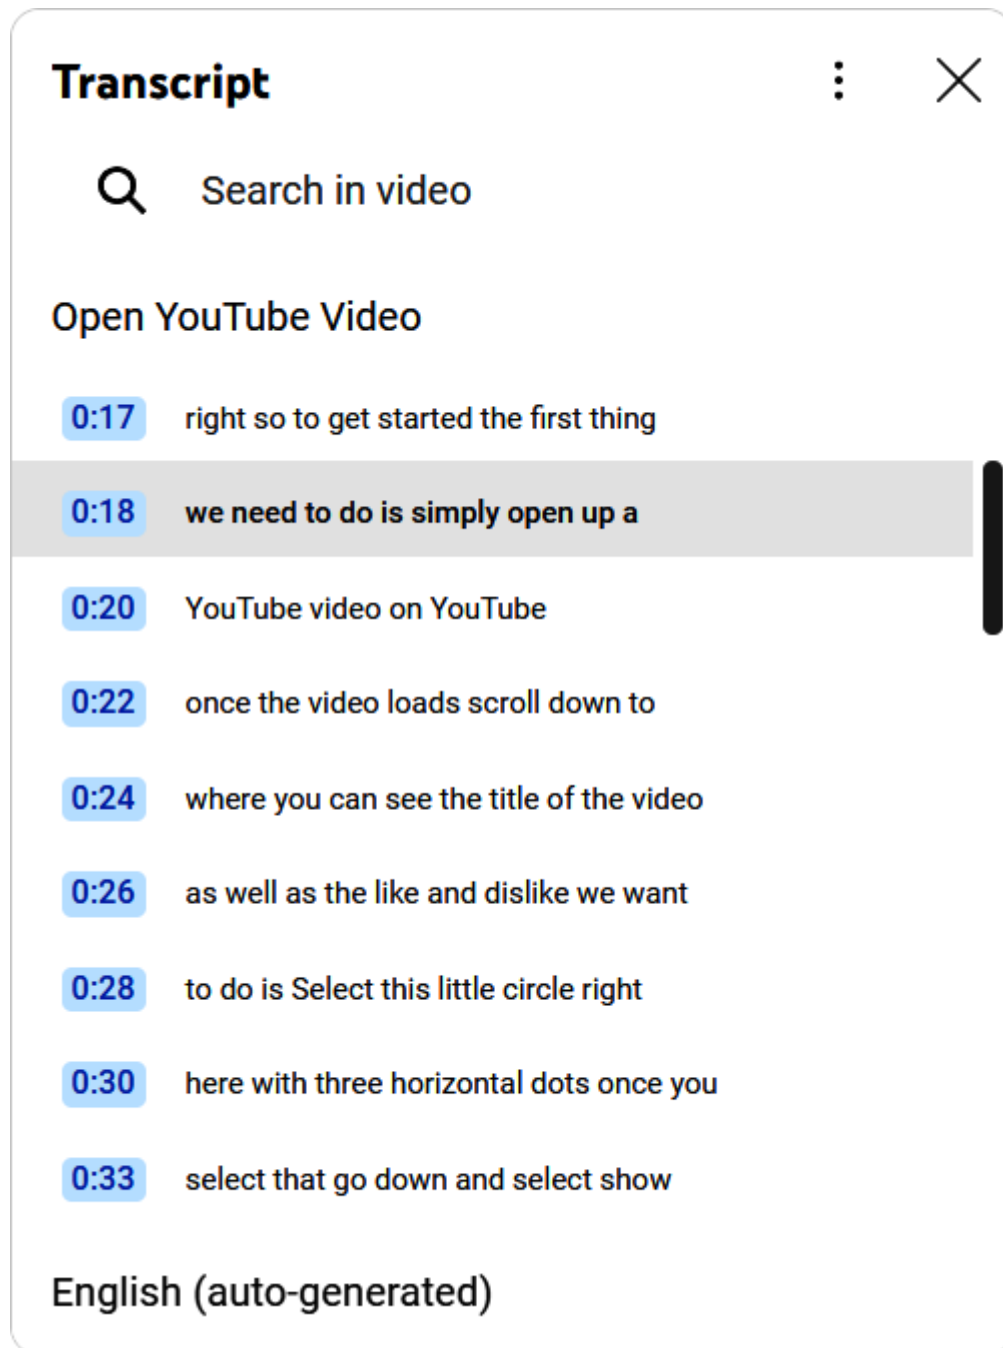 Transcript
Search in video
Open YouTube Video
0:17 right so to get started the first thing
0:18 we need to do is simply open up a
0:20 YouTube video on YouTube
0:22 once the video loads scroll down to
0:24 where you can see the title of the video
0:26 as well as the like and dislike we want
0:28 to do is Select this little circle right
0:30 here with three horizontal dots once you
0:33 select that go down and select show
English (auto-generated)